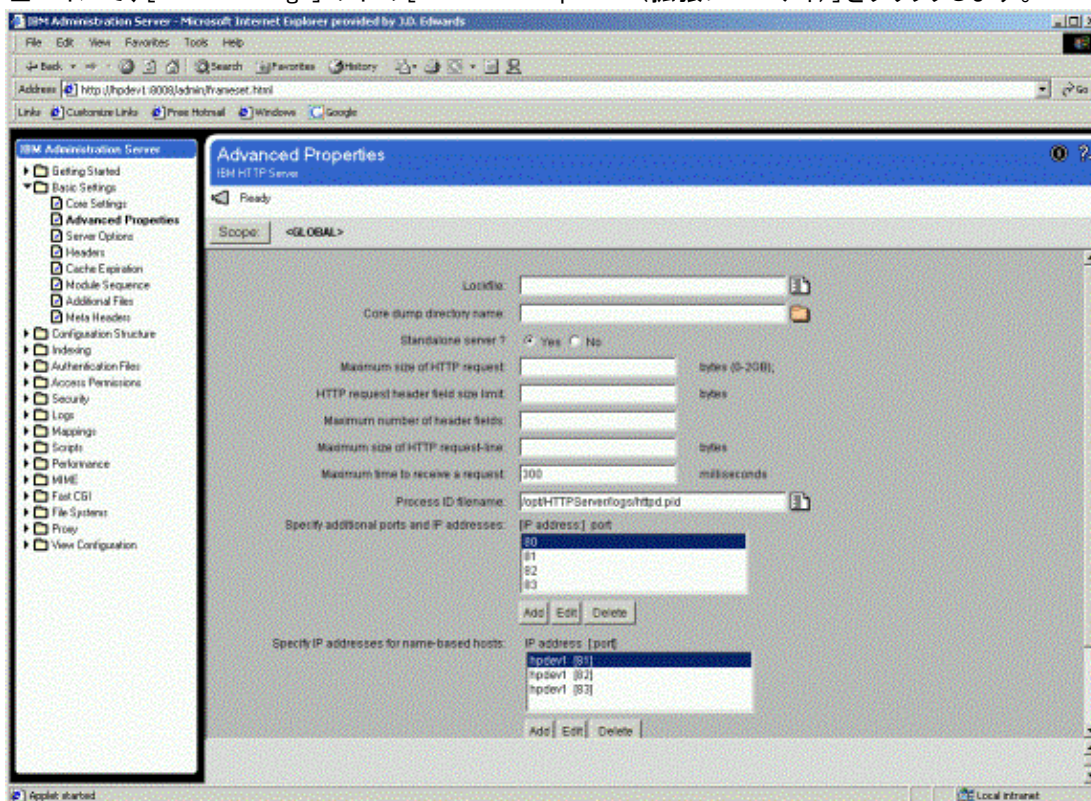 IBM Administration Server - Microsoft Internet Explorer provided by J.D. Edwards
File Edit View Favorites Tools Help
Back Search Favorites History
Address http://hpdev1:8008/admin/frameset.html Go
Links Customize Links Free Hotmail Windows Google
IBM Administration Server
Getting Started
Basic Settings
Core Settings
Advanced Properties
Server Options
Headers
Cache Expiration
Module Sequence
Additional Files
Meta Headers
Configuration Structure
Indexing
Authentication Files
Access Permissions
Security
Logs
Mappings
Scripts
Performance
MIME
Fast CGI
File Systems
Proxy
View Configuration
Advanced Properties
IBM HTTP Server
Ready
Scope: <GLOBAL>
Lockfile:
Core dump directory name:
Standalone server ? Yes No
Maximum size of HTTP request: bytes (0-2GB);
HTTP request header field size limit: bytes
Maximum number of header fields:
Maximum size of HTTP request-line: bytes
Maximum time to receive a request: 300 milliseconds
Process ID filename: /opt/HTTPServer/logs/httpd.pid
Specify additional ports and IP addresses: [IP address:] port
80
81
82
83
Add Edit Delete
Specify IP addresses for name-based hosts: IP address [:port]
hpdev1 [81]
hpdev1 [82]
hpdev1 [83]
Add Edit Delete
Applet started Local intranet